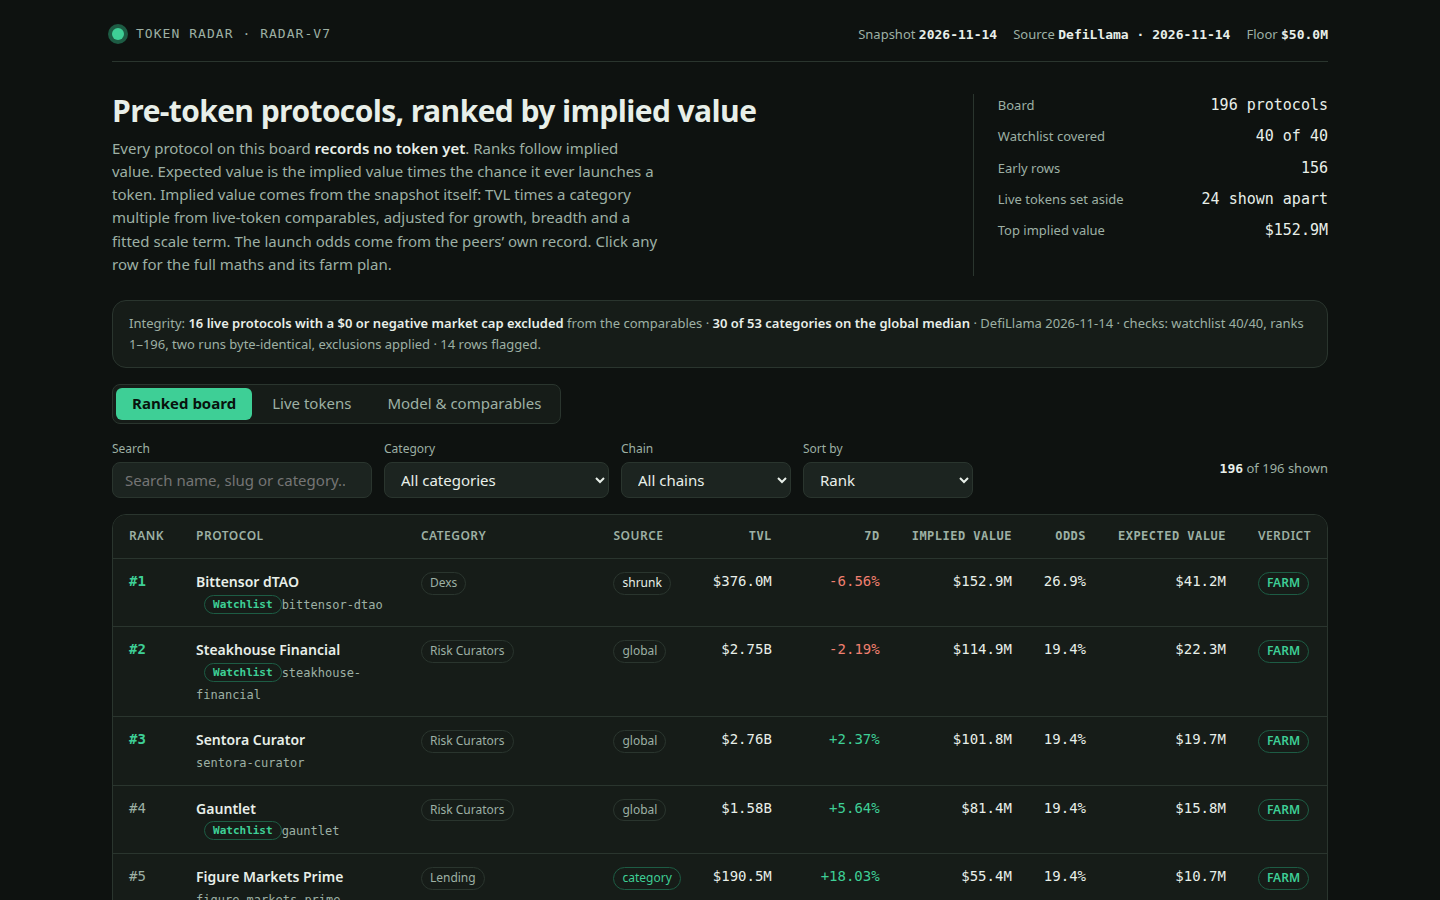 TOKEN RADAR · RADAR-V7
Snapshot 2026-11-14 Source DefiLlama · 2026-11-14 Floor $50.0M
Pre-token protocols, ranked by implied value
Every protocol on this board records no token yet. Ranks follow implied
value. Expected value is the implied value times the chance it ever launches a
token. Implied value comes from the snapshot itself: TVL times a category
multiple from live-token comparables, adjusted for growth, breadth and a
fitted scale term. The launch odds come from the peers’ own record. Click any
row for the full maths and its farm plan.
Board 196 protocols
Watchlist covered 40 of 40
Early rows 156
Live tokens set aside 24 shown apart
Top implied value $152.9M
Integrity: 16 live protocols with a $0 or negative market cap excluded from the comparables · 30 of 53 categories on the global median · DefiLlama 2026-11-14 · checks: watchlist 40/40, ranks
1–196, two runs byte-identical, exclusions applied · 14 rows flagged.
Ranked board Live tokens Model & comparables
Search Category Chain Sort by
Search name, slug or category.. All categories All chains Rank
196 of 196 shown
RANK PROTOCOL CATEGORY SOURCE TVL 7D IMPLIED VALUE ODDS EXPECTED VALUE VERDICT
#1 Bittensor dTAO Dexs shrunk $376.0M -6.56% $152.9M 26.9% $41.2M FARM
Watchlist bittensor-dtao
#2 Steakhouse Financial Risk Curators global $2.75B -2.19% $114.9M 19.4% $22.3M FARM
Watchlist steakhouse-
financial
#3 Sentora Curator Risk Curators global $2.76B +2.37% $101.8M 19.4% $19.7M FARM
sentora-curator
#4 Gauntlet Risk Curators global $1.58B +5.64% $81.4M 19.4% $15.8M FARM
Watchlist gauntlet
#5 Figure Markets Prime Lending category $190.5M +18.03% $55.4M 19.4% $10.7M FARM
figure-markets-prime